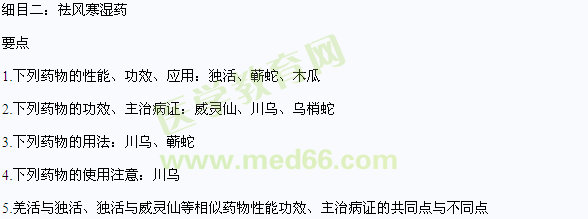 细目二：祛风寒湿药
要点
1.下列药物的性能、功效、应用：独活、蕲蛇、木瓜
2.下列药物的功效、主治病证：威灵仙、川乌、乌梢蛇
3.下列药物的用法：川乌、蕲蛇
4.下列药物的使用注意：川乌
5.羌活与独活、独活与威灵仙等相似药物性能功效、主治病证的共同点与不同点
医学教育网
www.med66.com